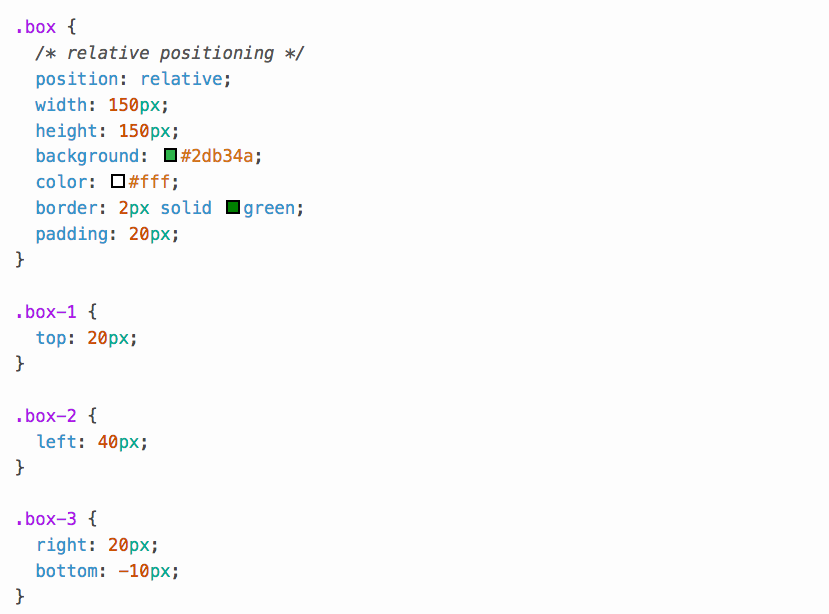 .box {
  /* relative positioning */
  position: relative;
  width: 150px;
  height: 150px;
  background: #2db34a;
  color: #fff;
  border: 2px solid green;
  padding: 20px;
}

.box-1 {
  top: 20px;
}

.box-2 {
  left: 40px;
}

.box-3 {
  right: 20px;
  bottom: -10px;
}